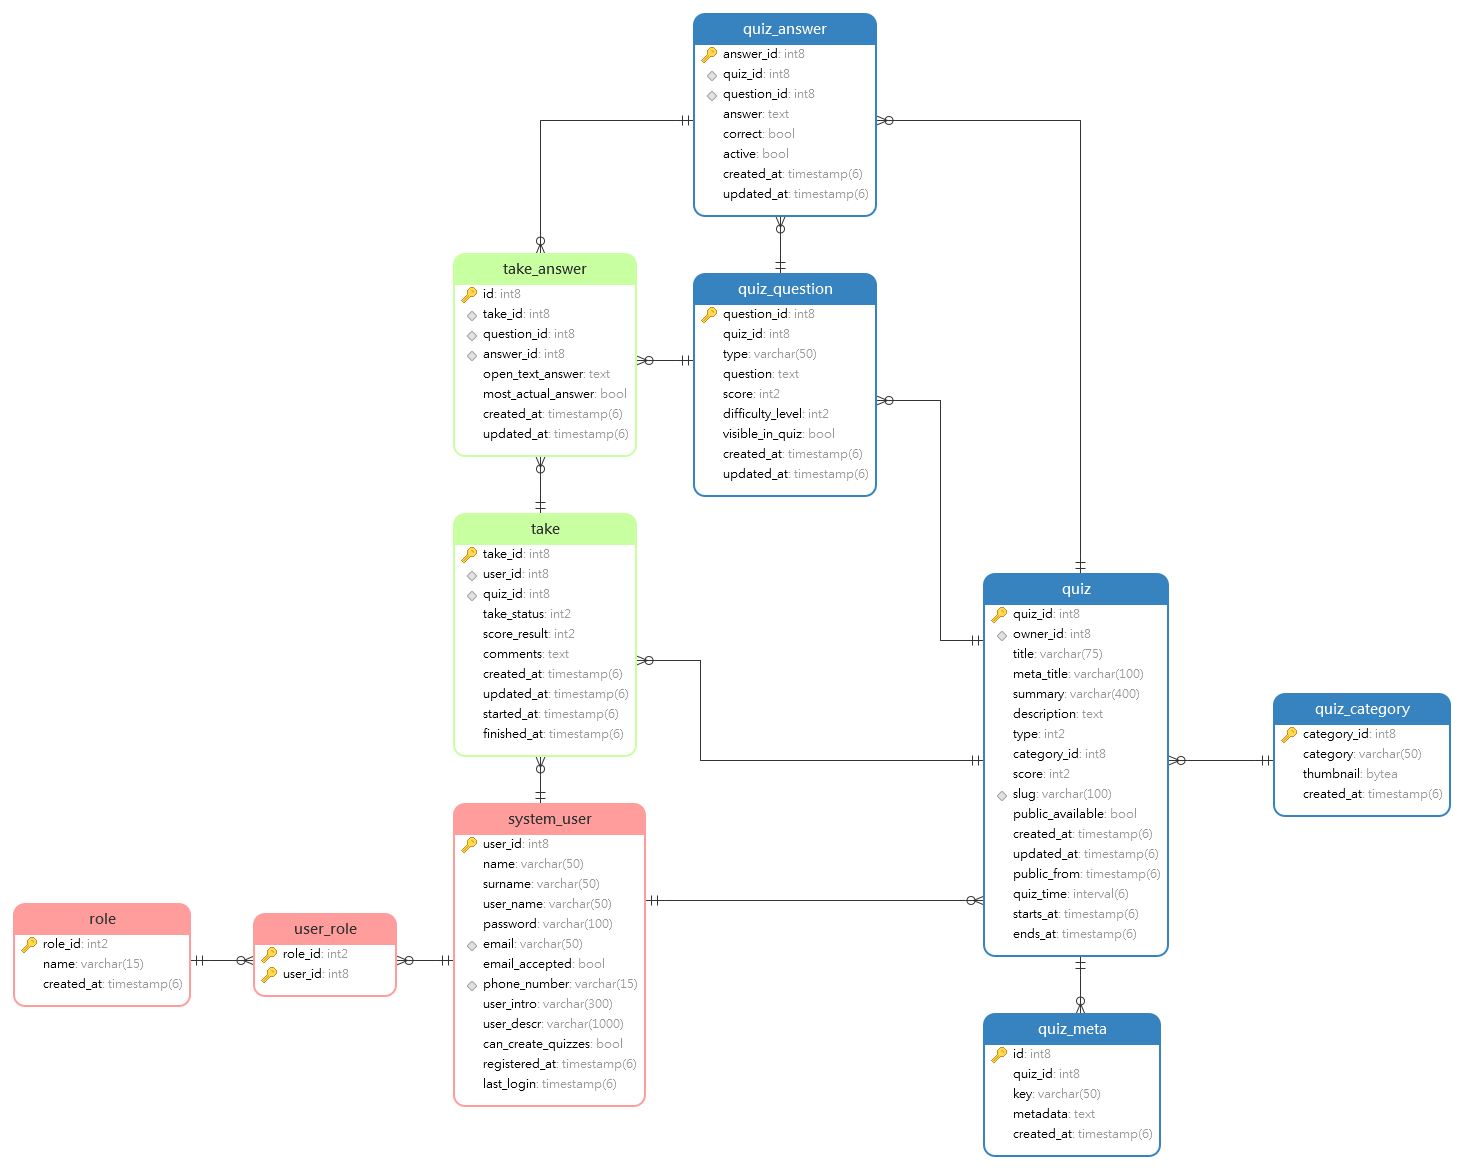 quiz_answer
answer_id: int8
quiz_id: int8
question_id: int8
answer: text
correct: bool
active: bool
created_at: timestamp(6)
updated_at: timestamp(6)
take_answer
id: int8
take_id: int8
question_id: int8
answer_id: int8
open_text_answer: text
most_actual_answer: bool
created_at: timestamp(6)
updated_at: timestamp(6)
quiz_question
question_id: int8
quiz_id: int8
type: varchar(50)
question: text
score: int2
difficulty_level: int2
visible_in_quiz: bool
created_at: timestamp(6)
updated_at: timestamp(6)
take
take_id: int8
user_id: int8
quiz_id: int8
take_status: int2
score_result: int2
comments: text
created_at: timestamp(6)
updated_at: timestamp(6)
started_at: timestamp(6)
finished_at: timestamp(6)
quiz
quiz_id: int8
owner_id: int8
title: varchar(75)
meta_title: varchar(100)
summary: varchar(400)
description: text
type: int2
category_id: int8
score: int2
slug: varchar(100)
public_available: bool
created_at: timestamp(6)
updated_at: timestamp(6)
public_from: timestamp(6)
quiz_time: interval(6)
starts_at: timestamp(6)
ends_at: timestamp(6)
quiz_category
category_id: int8
category: varchar(50)
thumbnail: bytea
created_at: timestamp(6)
system_user
user_id: int8
name: varchar(50)
surname: varchar(50)
user_name: varchar(50)
password: varchar(100)
email: varchar(50)
email_accepted: bool
phone_number: varchar(15)
user_intro: varchar(300)
user_descr: varchar(1000)
can_create_quizzes: bool
registered_at: timestamp(6)
last_login: timestamp(6)
role
role_id: int2
name: varchar(15)
created_at: timestamp(6)
user_role
role_id: int2
user_id: int8
quiz_meta
id: int8
quiz_id: int8
key: varchar(50)
metadata: text
created_at: timestamp(6)